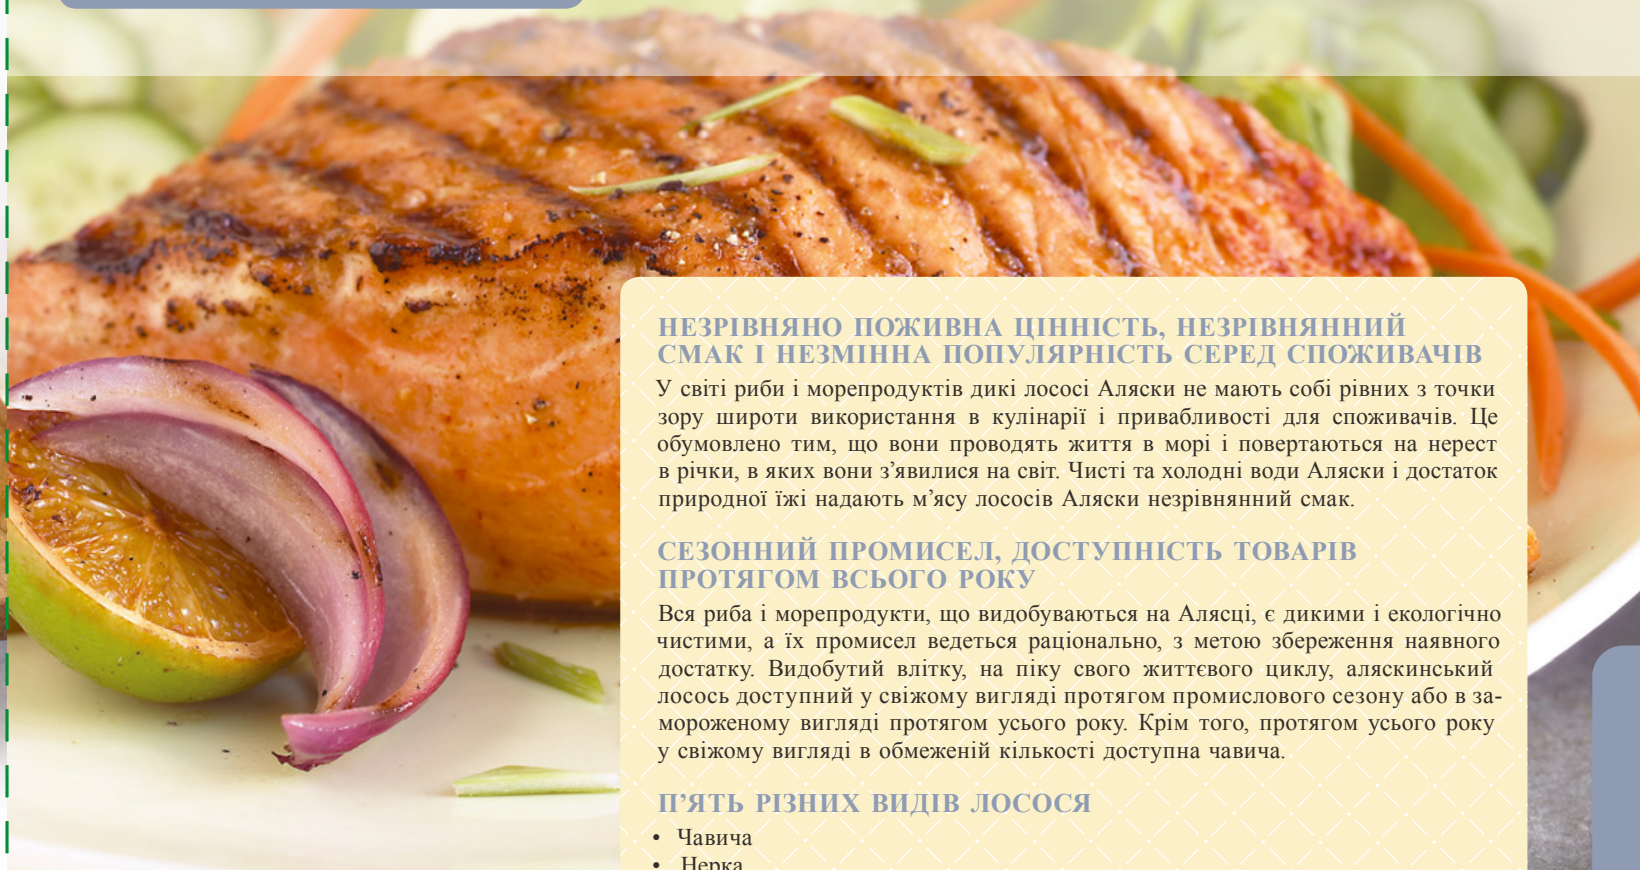 НЕЗРІВНЯНО ПОЖИВНА ЦІННІСТЬ, НЕЗРІВНЯННИЙ
СМАК І НЕЗМІННА ПОПУЛЯРНІСТЬ СЕРЕД СПОЖИВАЧІВ
У світі риби і морепродуктів дикі лососі Аляски не мають собі рівних з точки
зору широти використання в кулінарії і привабливості для споживачів. Це
обумовлено тим, що вони проводять життя в морі і повертаються на нерест
в річки, в яких вони з’явилися на світ. Чисті та холодні води Аляски і достаток
природної їжі надають м’ясу лососів Аляски незрівнянний смак.
СЕЗОННИЙ ПРОМИСЕЛ, ДОСТУПНІСТЬ ТОВАРІВ
ПРОТЯГОМ ВСЬОГО РОКУ
Вся риба і морепродукти, що видобуваються на Алясці, є дикими і екологічно
чистими, а їх промисел ведеться раціонально, з метою збереження наявного
достатку. Видобутий влітку, на піку свого життєвого циклу, аляскинський
лосось доступний у свіжому вигляді протягом промислового сезону або в за-
мороженому вигляді протягом усього року. Крім того, протягом усього року
у свіжому вигляді в обмеженій кількості доступна чавича.
П’ЯТЬ РІЗНИХ ВИДІВ ЛОСОСЯ
• Чавича
• Нерка